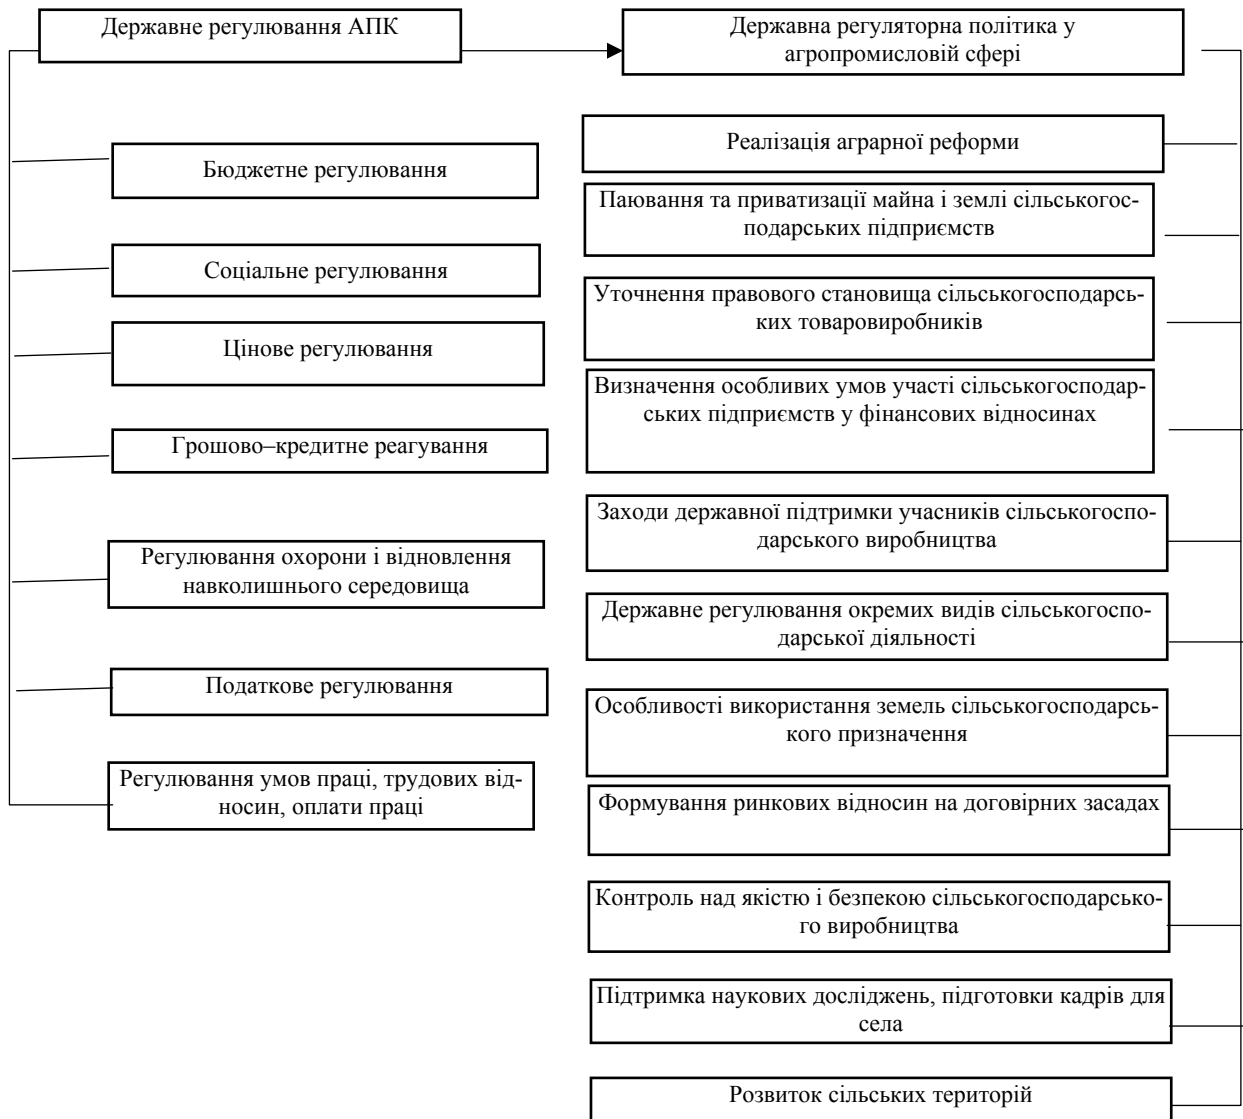 Державне регулювання АПК
Державна регуляторна політика у
агропромисловій сфері
Бюджетне регулювання
Соціальне регулювання
Цінове регулювання
Грошово–кредитне реагування
Регулювання охорони і відновлення
навколишнього середовища
Податкове регулювання
Регулювання умов праці, трудових від-
носин, оплати праці
Реалізація аграрної реформи
Паювання та приватизації майна і землі сільськогос-
подарських підприємств
Уточнення правового становища сільськогосподарсь-
ких товаровиробників
Визначення особливих умов участі сільськогосподар-
ських підприємств у фінансових відносинах
Заходи державної підтримки учасників сільськогоспо-
дарського виробництва
Державне регулювання окремих видів сільськогоспо-
дарської діяльності
Особливості використання земель сільськогосподарсь-
кого призначення
Формування ринкових відносин на договірних засадах
Контроль над якістю і безпекою сільськогосподарсько-
го виробництва
Підтримка наукових досліджень, підготовки кадрів для
села
Розвиток сільських територій